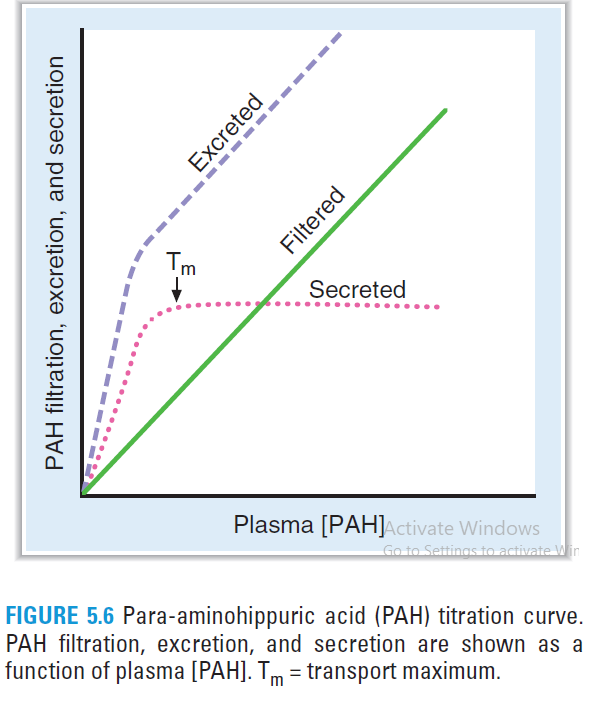 PAH filtration, excretion, and secretion
Excreted
Filtered
Tm
Secreted
Plasma [PAH]
Activate Windows
Go to Settings to activate Win
FIGURE 5.6 Para-aminohippuric acid (PAH) titration curve.
PAH filtration, excretion, and secretion are shown as a
function of plasma [PAH]. Tm = transport maximum.